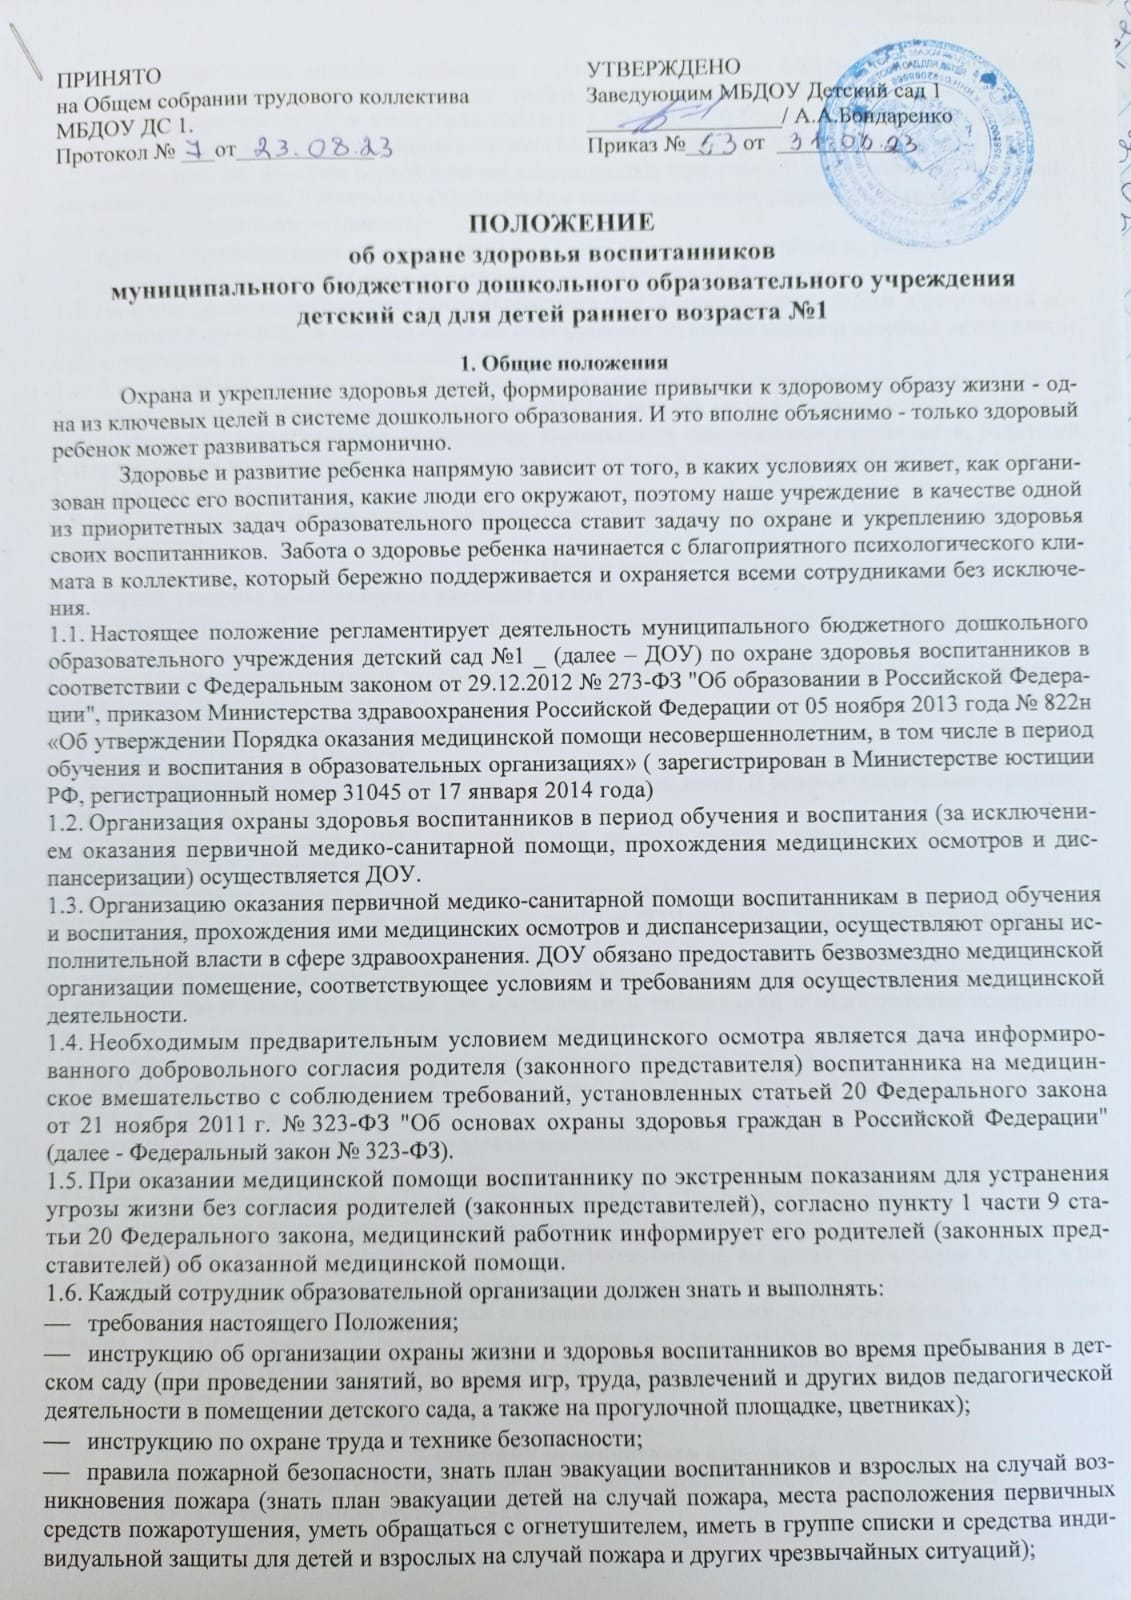 ПРИНЯТО
на Общем собрании трудового коллектива
МБДОУ ДС 1.
Протокол № 7 от 23.08.23
УТВЕРЖДЕНО
Заведующим МБДОУ Детский сад 1
/ А.А.Бондаренко
Приказ № 53 от 31.08.23
ПОЛОЖЕНИЕ
об охране здоровья воспитанников
муниципального бюджетного дошкольного образовательного учреждения
детский сад для детей раннего возраста №1
1. Общие положения
Охрана и укрепление здоровья детей, формирование привычки к здоровому образу жизни - од-
на из ключевых целей в системе дошкольного образования. И это вполне объяснимо - только здоровый
ребенок может развиваться гармонично.
Здоровье и развитие ребенка напрямую зависит от того, в каких условиях он живет, как органи-
зован процесс его воспитания, какие люди его окружают, поэтому наше учреждение в качестве одной
из приоритетных задач образовательного процесса ставит задачу по охране и укреплению здоровья
своих воспитанников. Забота о здоровье ребенка начинается с благоприятного психологического кли-
мата в коллективе, который бережно поддерживается и охраняется всеми сотрудниками без исключе-
ния.
1.1. Настоящее положение регламентирует деятельность муниципального бюджетного дошкольного
образовательного учреждения детский сад №1 _ (далее – ДОУ) по охране здоровья воспитанников в
соответствии с Федеральным законом от 29.12.2012 № 273-ФЗ "Об образовании в Российской Федера-
ции", приказом Министерства здравоохранения Российской Федерации от 05 ноября 2013 года № 822н
«Об утверждении Порядка оказания медицинской помощи несовершеннолетним, в том числе в период
обучения и воспитания в образовательных организациях» ( зарегистрирован в Министерстве юстиции
РФ, регистрационный номер 31045 от 17 января 2014 года)
1.2. Организация охраны здоровья воспитанников в период обучения и воспитания (за исключени-
ем оказания первичной медико-санитарной помощи, прохождения медицинских осмотров и дис-
пансеризации) осуществляется ДОУ.
1.3. Организацию оказания первичной медико-санитарной помощи воспитанникам в период обучения
и воспитания, прохождения ими медицинских осмотров и диспансеризации, осуществляют органы ис-
полнительной власти в сфере здравоохранения. ДОУ обязано предоставить безвозмездно медицинской
организации помещение, соответствующее условиям и требованиям для осуществления медицинской
деятельности.
1.4. Необходимым предварительным условием медицинского осмотра является дача информиро-
ванного добровольного согласия родителя (законного представителя) воспитанника на медицин-
ское вмешательство с соблюдением требований, установленных статьей 20 Федерального закона
от 21 ноября 2011 г. № 323-ФЗ "Об основах охраны здоровья граждан в Российской Федерации"
(далее - Федеральный закон № 323-ФЗ).
1.5. При оказании медицинской помощи воспитаннику по экстренным показаниям для устранения
угрозы жизни без согласия родителей (законных представителей), согласно пункту 1 части 9 ста-
тьи 20 Федерального закона, медицинский работник информирует его родителей (законных пред-
ставителей) об оказанной медицинской помощи.
1.6. Каждый сотрудник образовательной организации должен знать и выполнять:
— требования настоящего Положения;
— инструкцию об организации охраны жизни и здоровья воспитанников во время пребывания в дет-
ском саду (при проведении занятий, во время игр, труда, развлечений и других видов педагогической
деятельности в помещении детского сада, а также на прогулочной площадке, цветниках);
— инструкцию по охране труда и технике безопасности;
— правила пожарной безопасности, знать план эвакуации воспитанников и взрослых на случай воз-
никновения пожара (знать план эвакуации детей на случай пожара, места расположения первичных
средств пожаротушения, уметь обращаться с огнетушителем, иметь в группе списки и средства инди-
видуальной защиты для детей и взрослых на случай пожара и других чрезвычайных ситуаций);